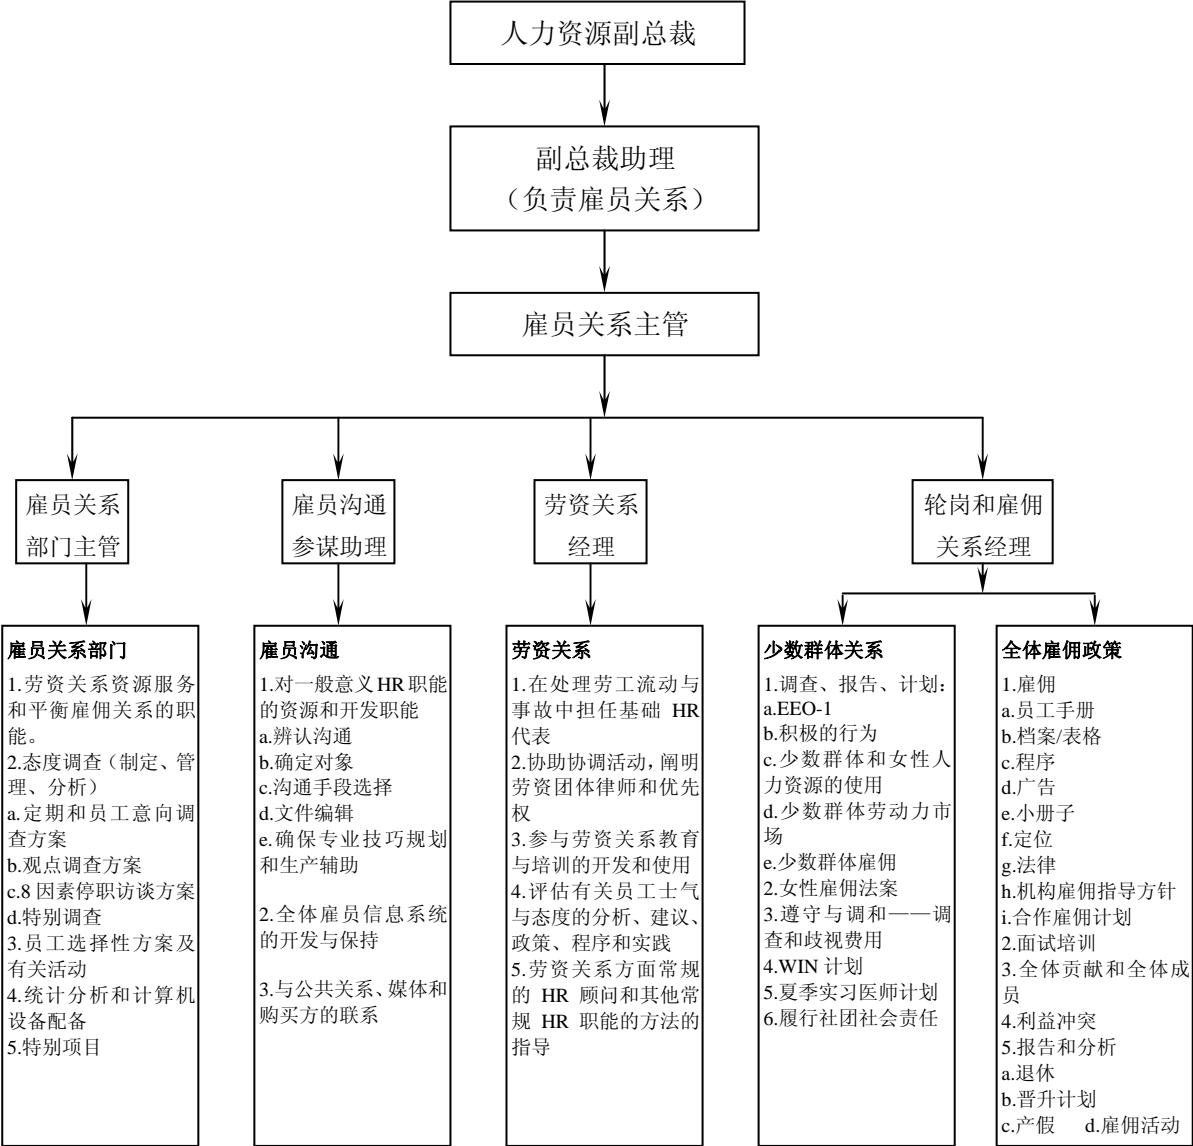 人力资源副总裁
副总裁助理
（负责雇员关系）
雇员关系主管
雇员关系
部门主管
雇员沟通
参谋助理
劳资关系
经理
轮岗和雇佣
关系经理
雇员关系部门
1.劳资关系资源服务
和平衡雇佣关系的职
能。
2.态度调查（制定、管
理、分析）
a.定期和员工意向调
查方案
b.观点调查方案
c.8 因素停职访谈方案
d.特别调查
3.员工选择性方案及
有关活动
4.统计分析和计算机
设备配备
5.特别项目
雇员沟通
1.对一般意义 HR 职能
的资源和开发职能
a.辨认沟通
b.确定对象
c.沟通手段选择
d.文件编辑
e.确保专业技巧规划
和生产辅助
2.全体雇员信息系统
的开发与保持
3.与公共关系、媒体和
购买方的联系
劳资关系
1.在处理劳工流动与
事故中担任基础 HR
代表
2.协助协调活动，阐明
劳资团体律师和优先
权
3.参与劳资关系教育
与培训的开发和使用
4.评估有关员工士气
与态度的分析、建议、
政策、程序和实践
5.劳资关系方面常规
的 HR 顾问和其他常
规 HR 职能的方法的
指导
少数群体关系
1.调查、报告、计划：
a.EEO-1
b.积极的行为
c.少数群体和女性人
力资源的使用
d.少数群体劳动力市
场
e.少数群体雇佣
2.女性雇佣法案
3.遵守与调和——调
查和歧视费用
4.WIN 计划
5.夏季实习医师计划
6.履行社团社会责任
全体雇佣政策
1.雇佣
a.员工手册
b.档案/表格
c.程序
d.广告
e.小册子
f.定位
g.法律
h.机构雇佣指导方针
i.合作雇佣计划
2.面试培训
3.全体贡献和全体成
员
4.利益冲突
5.报告和分析
a.退休
b.晋升计划
c.产假 d.雇佣活动